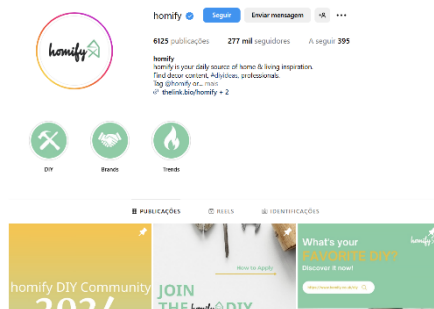 homify
Seguir
Enviar mensagem
6125 publicações
277 mil seguidores
A seguir 395
homify
homify is your daily source of home & living inspiration.
Find decor content, #diyideas, professionals.
Tag @homify or... mais
thelink.bio/homify + 2
homify
DIY
Brands
Trends
PUBLICAÇÕES
REELS
IDENTIFICAÇÕES
homify DIY Community
2024
How to Apply
JOIN
THE homify DIY
What's your
homify
FAVORITE DIY?
Discover it now!